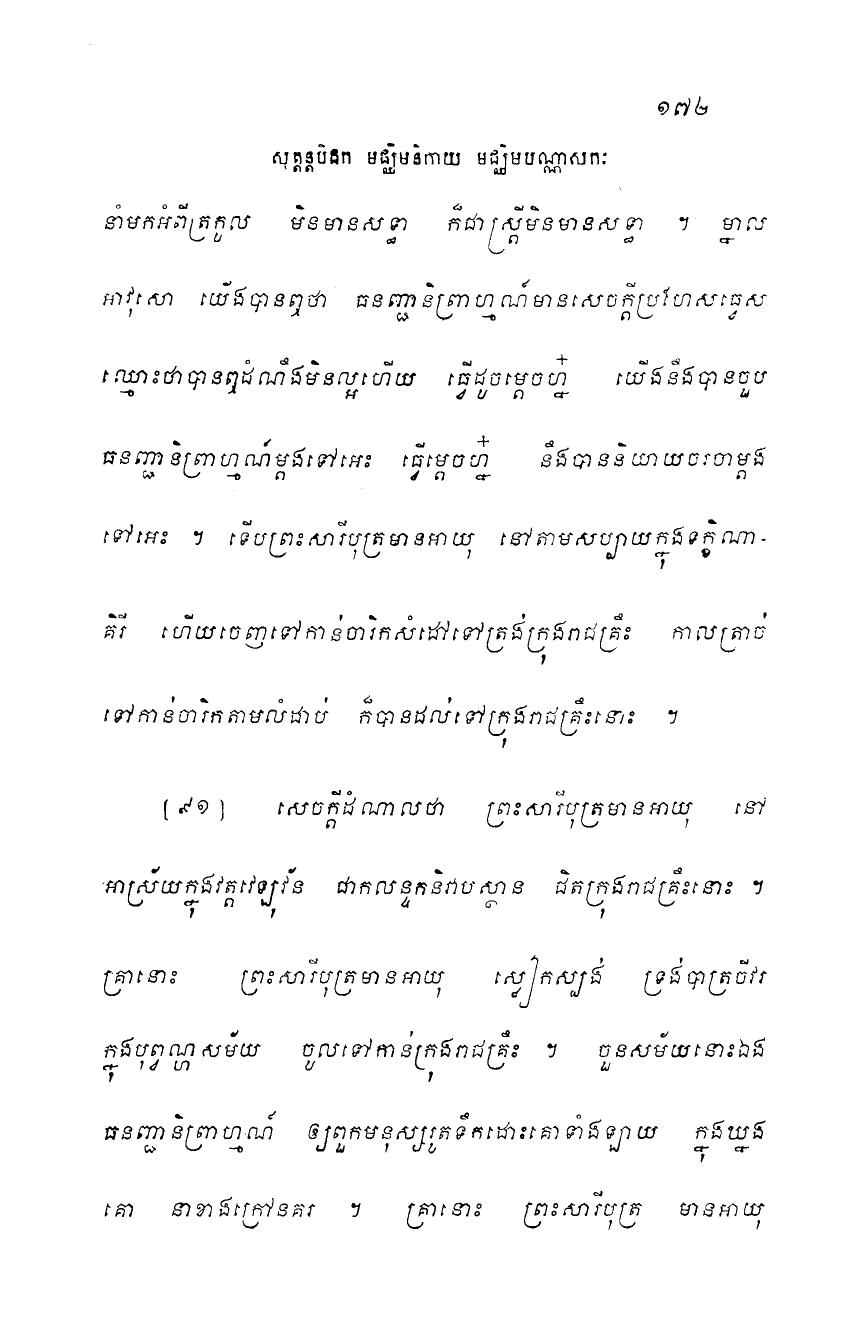 ១៧២
សុត្តន្តបិដក មជ្ឈិមនិកាយ មជ្ឈិមបណ្ណាសកៈ
នាំមកអំពីត្រកូល មិនមានសទ្ធា ក៏ជាស្ត្រីមិនមានសទ្ធា ។ ម្នាល
អាវុសោ យើងបានឮថា ធនញ្ជានិព្រាហ្មណ៍មានសេចក្តីប្រហែសធ្វេស
ឈ្មោះថាបានឮដំណឹងមិនល្អហើយ ធ្វើដូចម្តេចហ្ន៎ យើងនឹងបានចួប
ធនញ្ជានិព្រាហ្មណ៍ម្តងទៅអេះ ធ្វើម្តេចហ្ន៎ នឹងបាននិយាយចរចាម្តង
ទៅអេះ ។ ទើបព្រះសារីបុត្រមានអាយុ នៅតាមសប្បាយក្នុងទក្ខិណា-
គិរី ហើយចេញទៅកាន់ចារិកសំដៅទៅត្រង់ក្រុងរាជគ្រឹះ កាលត្រាច់
ទៅកាន់ចារិកតាមលំដាប់ ក៏បានដល់ទៅក្រុងរាជគ្រឹះនោះ ។
[៩១] សេចក្តីដំណាលថា ព្រះសារីបុត្រមានអាយុ នៅ
អាស្រ័យក្នុងវត្តវេឡុវ័ន ជាកលន្ទកនិវាបស្ថាន ជិតក្រុងរាជគ្រឹះនោះ ។
គ្រានោះ ព្រះសារីបុត្រមានអាយុ ស្លៀកស្បង់ ទ្រង់បាត្រចីវរ
ក្នុងបុព្វណ្ហសម័យ ចូលទៅកាន់ក្រុងរាជគ្រឹះ ។ ចួនសម័យនោះឯង
ធនញ្ជានិព្រាហ្មណ៍ ឲ្យពួកមនុស្សរូតទឹកដោះគោទាំងឡាយ ក្នុងឃ្នង
គោ នាខាងក្រៅនគរ ។ គ្រានោះ ព្រះសារីបុត្រ មានអាយុ